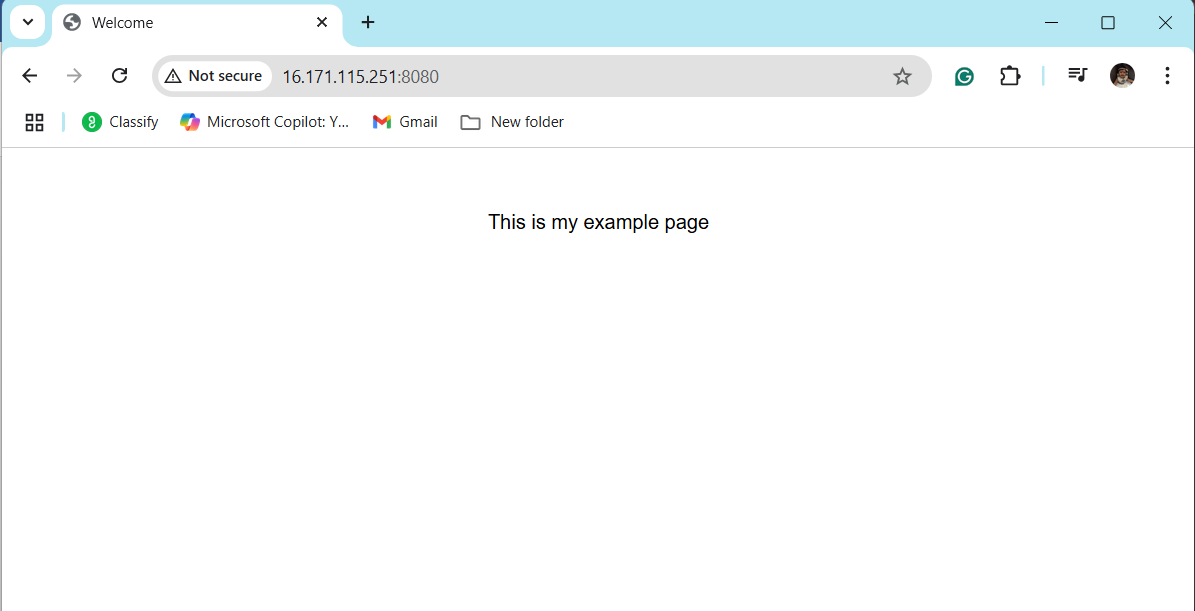 Welcome
Not secure
16.171.115.251:8080
Classify
Microsoft Copilot: Y...
Gmail
New folder
This is my example page